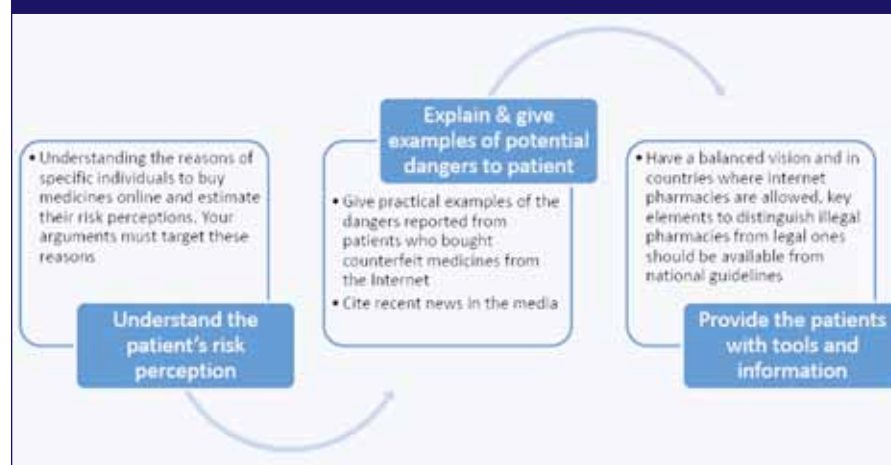 • Understanding the reasons of
specific individuals to buy
medicines online and estimate
their risk perceptions. Your
arguments must target these
reasons
Understand the
patient's risk
perception
Explain & give
examples of potential
dangers to patient
• Give practical examples of the
dangers reported from
patients who bought
counterfeit medicines from
the Internet
• Cite recent news in the media
• Have a balanced vision and in
countries where internet
pharmacies are allowed, key
elements to distinguish illegal
pharmacies from legal ones
should be available from
national guidelines
Provide the patients
with tools and
information